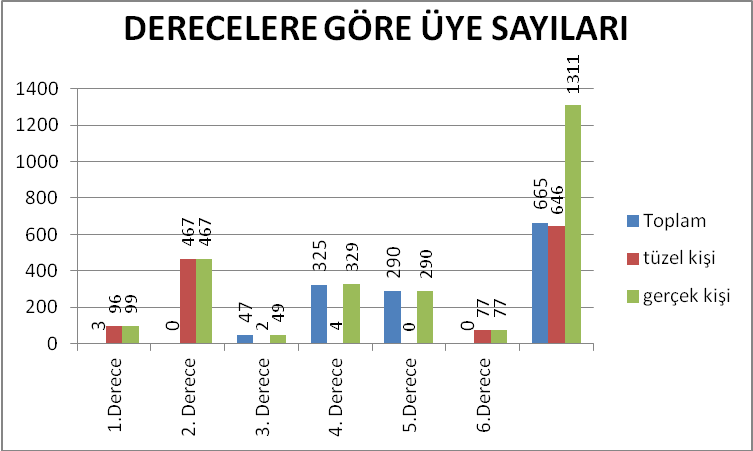 DERECELERE GÖRE ÜYE SAYILARI
1400
1200
1000
800
600
400
200
0
3
96
99
0
467
467
47
2
49
325
4
329
290
0
290
0
77
77
665
646
1311
1.Derece
2. Derece
3. Derece
4. Derece
5.Derece
6.Derece
Toplam
tüzel kişi
gerçek kişi